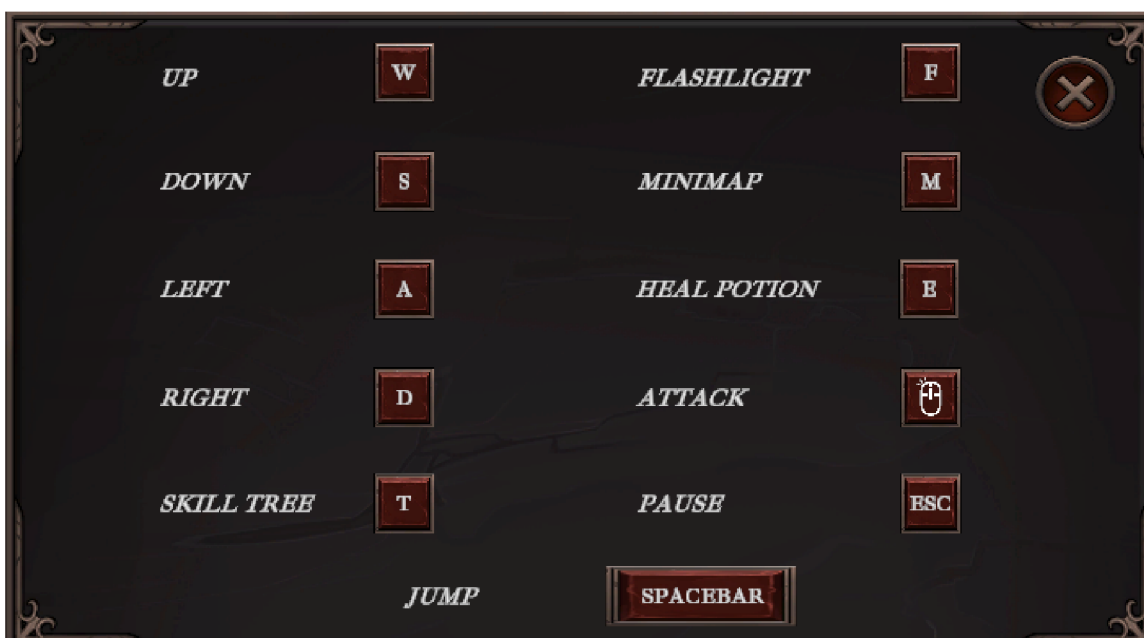 UP W FLASHLIGHT F
DOWN S MINIMAP M
LEFT A HEAL POTION E
RIGHT D ATTACK
SKILL TREE T PAUSE ESC
JUMP SPACEBAR